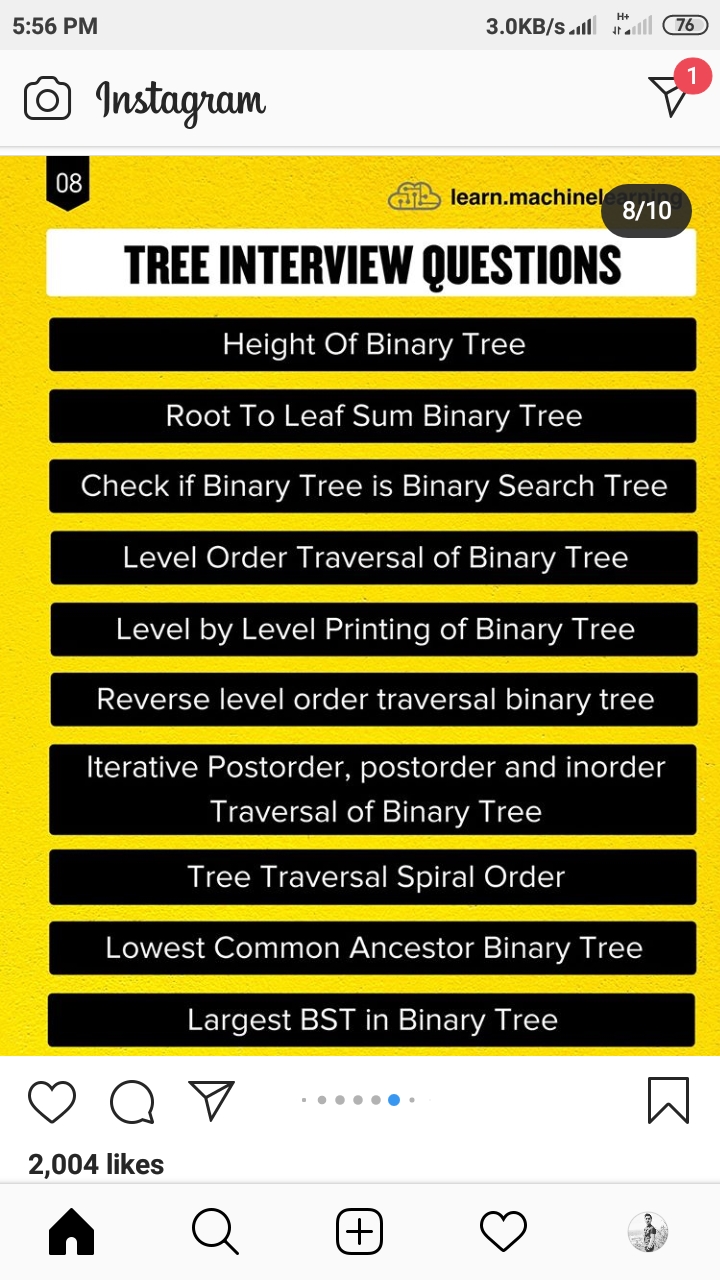 5:56 PM
3.0KB/s
H+
76
Instagram
1
08
learn.machinelearning
8/10
TREE INTERVIEW QUESTIONS
Height Of Binary Tree
Root To Leaf Sum Binary Tree
Check if Binary Tree is Binary Search Tree
Level Order Traversal of Binary Tree
Level by Level Printing of Binary Tree
Reverse level order traversal binary tree
Iterative Postorder, postorder and inorder
Traversal of Binary Tree
Tree Traversal Spiral Order
Lowest Common Ancestor Binary Tree
Largest BST in Binary Tree
2,004 likes